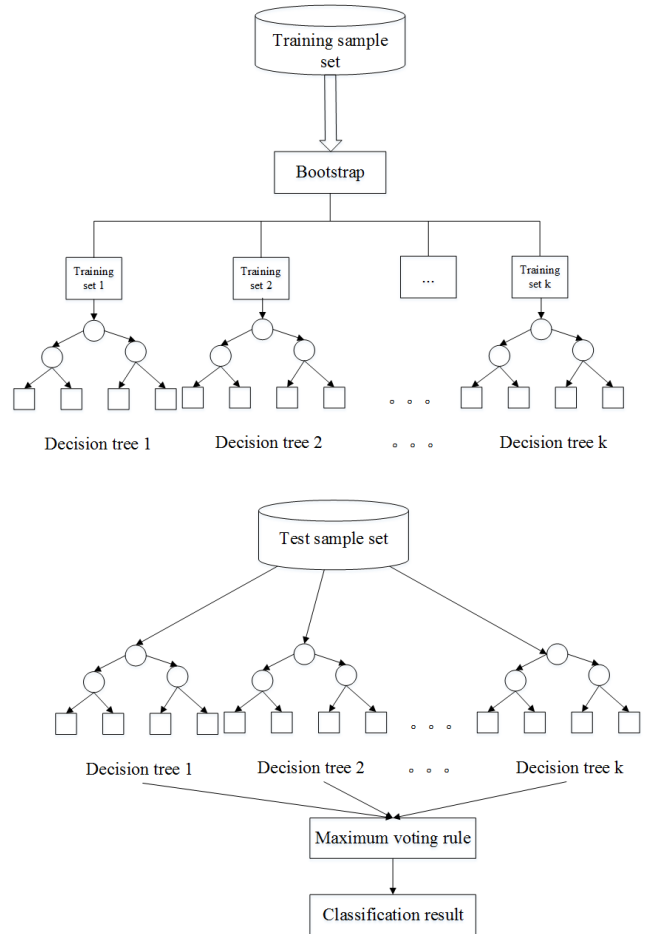 Training sample
set
Bootstrap
Training
set 1
Training
set 2
...
Training
set k
Decision tree 1
Decision tree 2
Decision tree k
Test sample set
Decision tree 1
Decision tree 2
Decision tree k
Maximum voting rule
Classification result